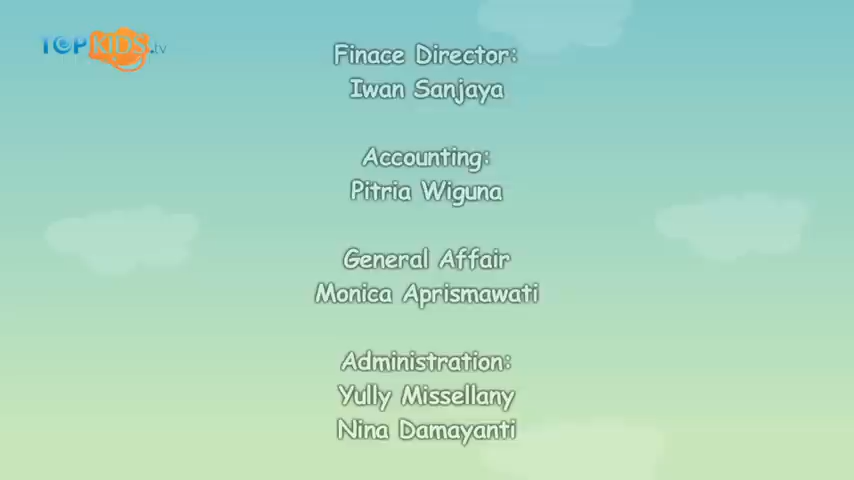 TOPKIDS.tv
Finace Director:
Iwan Sanjaya
Accounting:
Pitria Wiguna
General Affair
Monica Aprismawati
Administration:
Yully Missellany
Nina Damayanti